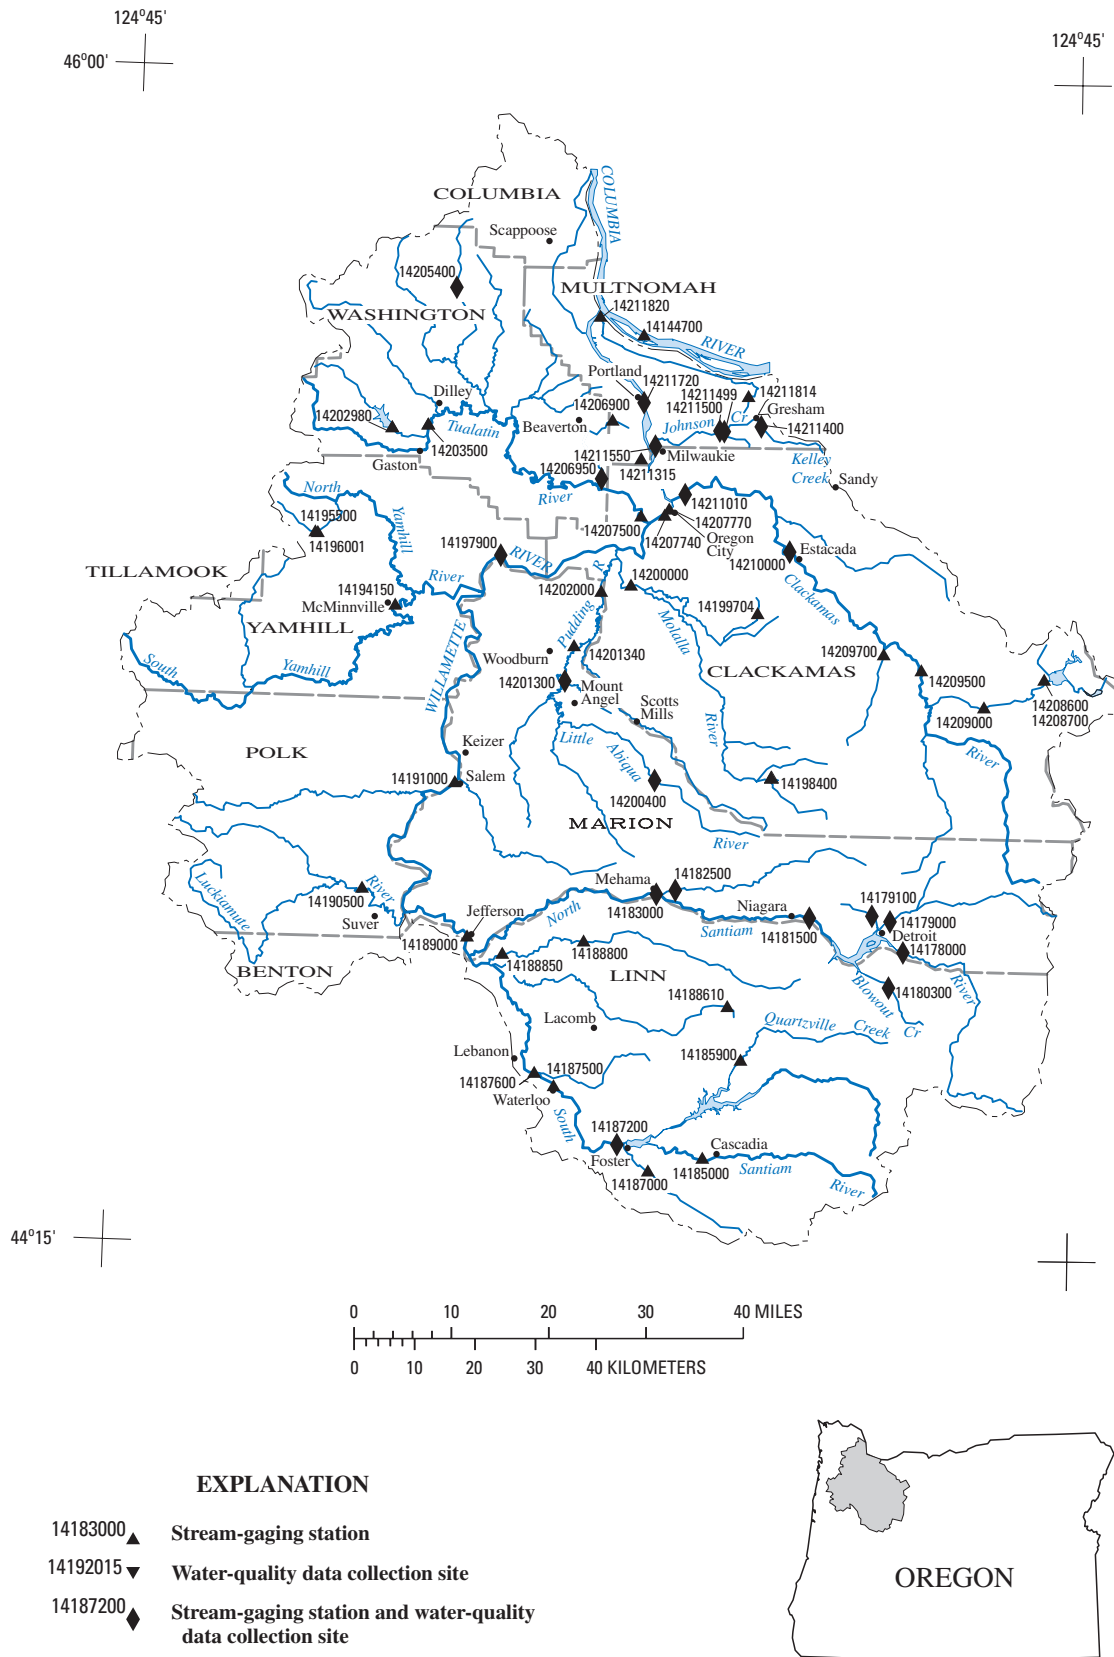 124°45'
124°45'
46°00'
COLUMBIA
Scappoose
COLUMBIA
14205400
MULTNOMAH
14211820
WASHINGTON
14144700
RIVER
Portland
14211720
14211814
Dilley
14211499
14206900
14211500
Cr
Gresham
14202980
Beaverton
Johnson
14211400
Tualatin
14203500
14211550
Milwaukie
Gaston
14206950
14211315
Kelley
Creek
Sandy
North
River
14211010
14195500
Yamhill
14207770
14207500
Oregon
City
14196001
14197900
RIVER
14207740
Estacada
14210000
TILLAMOOK
River
R
14200000
14194150
14202000
Clackamas
McMinnville
14199704
YAMHILL
Pudding
Molalla
WILLAMETTE
Woodburn
14201340
14209700
South
Yamhill
CLACKAMAS
14201300
Mount
Angel
14209500
Scotts
Mills
14208600
14209000
14208700
River
Little
Keizer
POLK
Abiqua
River
14191000
Salem
14198400
14200400
MARION
River
Mehama
14182500
Luckiamute
River
14179100
14190500
14183000
Niagara
North
14179000
Suver
Jefferson
Santiam
14181500
Detroit
14189000
14188800
14178000
BENTON
14188850
LINN
Blowout
River
14188610
14180300
Quartzville
Creek
Cr
Lacomb
Lebanon
14187500
14185900
14187600
Waterloo
South
14187200
Cascadia
Foster
14185000
Santiam
14187000
River
44°15'
0 10 20 30 40 MILES
0 10 20 30 40 KILOMETERS
EXPLANATION
14183000 Stream-gaging station
14192015 Water-quality data collection site
14187200 Stream-gaging station and water-quality
data collection site
OREGON